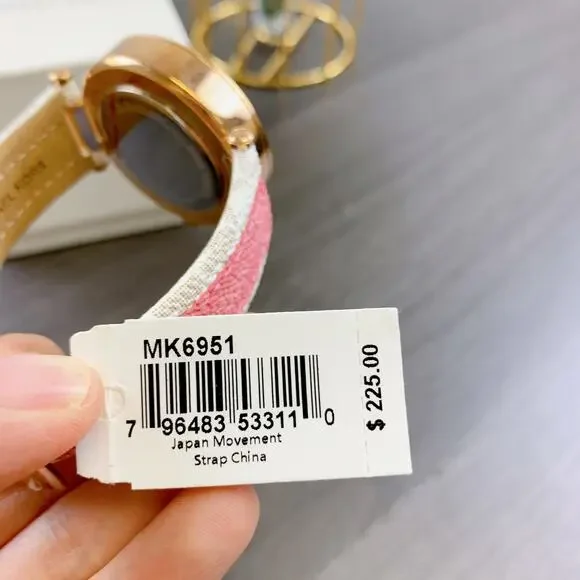 MK6951
7 96483 53311 0
Japan Movement
Strap China
$ 225.00